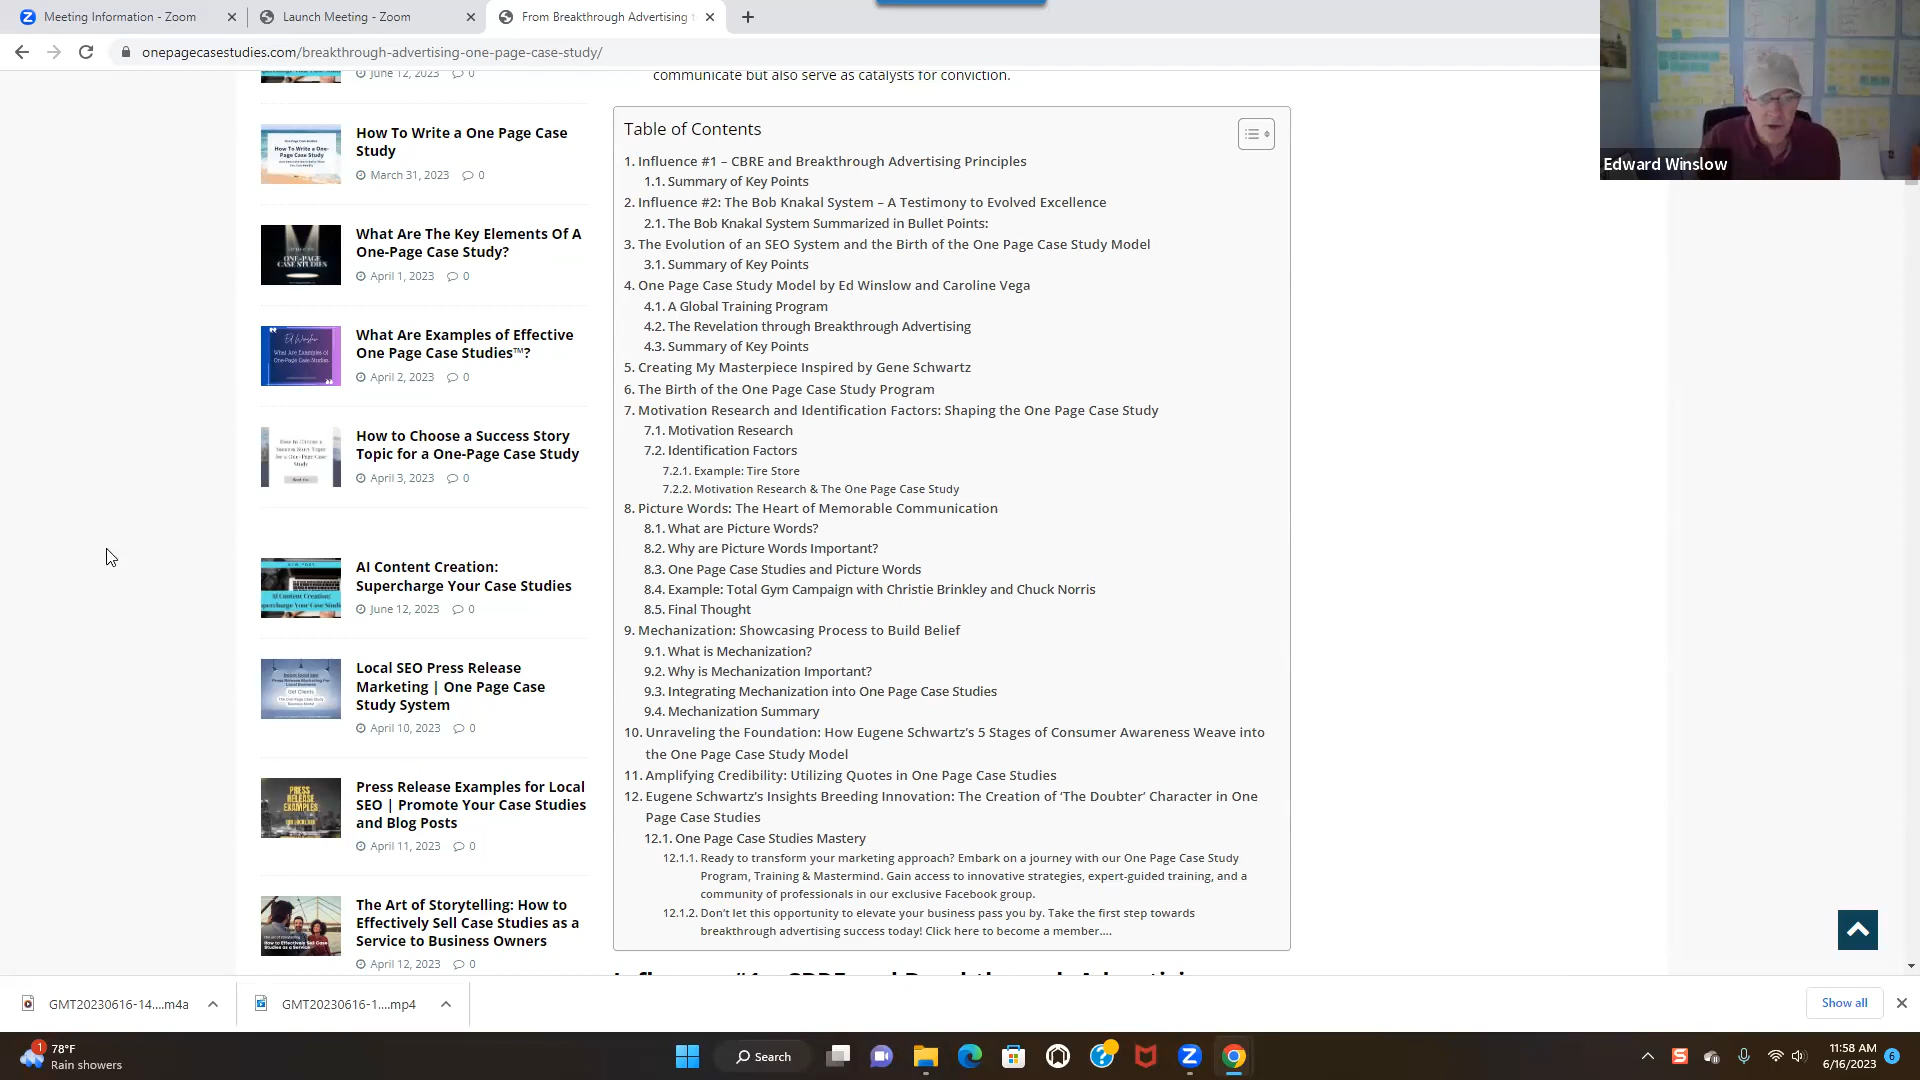 Meeting Information - Zoom
Launch Meeting - Zoom
From Breakthrough Advertising
onepagecasestudies.com/breakthrough-advertising-one-page-case-study/
June 12, 2023 0
How To Write a One Page Case
Study
March 31, 2023 0
What Are The Key Elements Of A
One-Page Case Study?
April 1, 2023 0
What Are Examples of Effective
One Page Case Studies™?
April 2, 2023 0
How to Choose a Success Story
Topic for a One-Page Case Study
April 3, 2023 0
AI Content Creation:
Supercharge Your Case Studies
June 12, 2023 0
Local SEO Press Release
Marketing | One Page Case
Study System
April 10, 2023 0
PRESS
RELEASE
EXAMPLES
Press Release Examples for Local
SEO | Promote Your Case Studies
and Blog Posts
April 11, 2023 0
The Art of Storytelling: How to
Effectively Sell Case Studies as a
Service to Business Owners
April 12, 2023 0
communicate but also serve as catalysts for conviction.
Table of Contents
1. Influence #1 – CBRE and Breakthrough Advertising Principles
1.1. Summary of Key Points
2. Influence #2: The Bob Knakal System – A Testimony to Evolved Excellence
2.1. The Bob Knakal System Summarized in Bullet Points:
3. The Evolution of an SEO System and the Birth of the One Page Case Study Model
3.1. Summary of Key Points
4. One Page Case Study Model by Ed Winslow and Caroline Vega
4.1. A Global Training Program
4.2. The Revelation through Breakthrough Advertising
4.3. Summary of Key Points
5. Creating My Masterpiece Inspired by Gene Schwartz
6. The Birth of the One Page Case Study Program
7. Motivation Research and Identification Factors: Shaping the One Page Case Study
7.1. Motivation Research
7.2. Identification Factors
7.2.1. Example: Tire Store
7.2.2. Motivation Research & The One Page Case Study
8. Picture Words: The Heart of Memorable Communication
8.1. What are Picture Words?
8.2. Why are Picture Words Important?
8.3. One Page Case Studies and Picture Words
8.4. Example: Total Gym Campaign with Christie Brinkley and Chuck Norris
8.5. Final Thought
9. Mechanization: Showcasing Process to Build Belief
9.1. What is Mechanization?
9.2. Why is Mechanization Important?
9.3. Integrating Mechanization into One Page Case Studies
9.4. Mechanization Summary
10. Unraveling the Foundation: How Eugene Schwartz's 5 Stages of Consumer Awareness Weave into
the One Page Case Study Model
11. Amplifying Credibility: Utilizing Quotes in One Page Case Studies
12. Eugene Schwartz's Insights Breeding Innovation: The Creation of 'The Doubter' Character in One
Page Case Studies
12.1. One Page Case Studies Mastery
12.1.1. Ready to transform your marketing approach? Embark on a journey with our One Page Case Study
Program, Training & Mastermind. Gain access to innovative strategies, expert-guided training, and a
community of professionals in our exclusive Facebook group.
12.1.2. Don't let this opportunity to elevate your business pass you by. Take the first step towards
breakthrough advertising success today! Click here to become a member....
Edward Winslow
GMT20230616-14....m4a
GMT20230616-1....mp4
Show all
1
78°F
Rain showers
Search
11:58 AM
6/16/2023
6